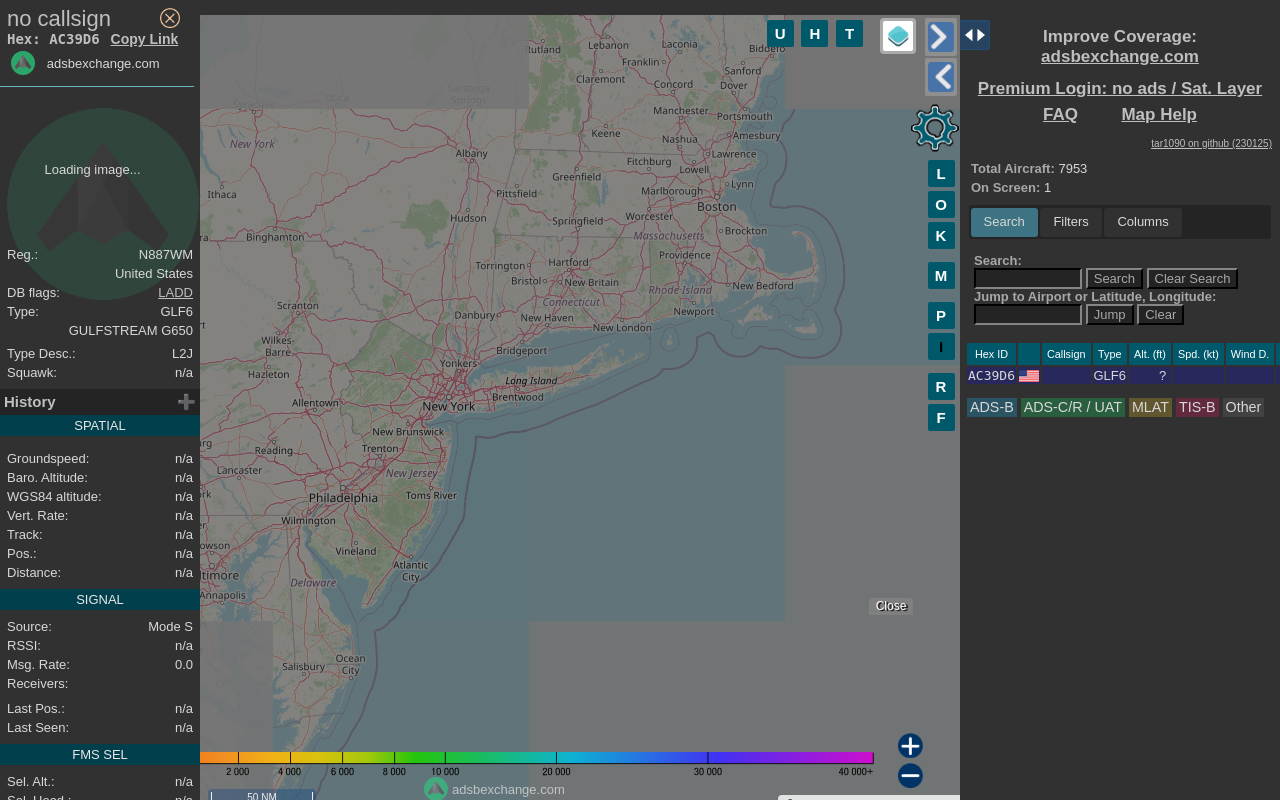 no callsign
Hex: AC39D6 Copy Link
adsbexchange.com
Loading image...
Reg.: N887WM
United States
DB flags: LADD
Type: GLF6
GULFSTREAM G650
Type Desc.: L2J
Squawk: n/a
History
SPATIAL
Groundspeed: n/a
Baro. Altitude: n/a
WGS84 altitude: n/a
Vert. Rate: n/a
Track: n/a
Pos.: n/a
Distance: n/a
SIGNAL
Source: Mode S
RSSI: n/a
Msg. Rate: 0.0
Receivers:
Last Pos.: n/a
Last Seen: n/a
FMS SEL
Sel. Alt.: n/a
Sel. Head.: n/a
U H T
L
O
K
M
P
I
R
F
Rutland
Lebanon
Laconia
Franklin
Sanford
Claremont
Concord
Dover
Saratoga Springs
Utica
Manchester
Portsmouth
Keene
Nashua
Amesbury
New York
Albany
Fitchburg
Lawrence
Greenfield
Lowell
Ithaca
Pittsfield
Marlborough
Lynn
Boston
Hudson
Springfield
Worcester
Binghamton
Massachusetts
Brockton
Torrington
Hartford
Providence
Bristol
New Britain
New Bedford
Rhode Island
Connecticut
Scranton
Danbury
New Haven
Newport
New London
Wilkes-Barre
Bridgeport
Yonkers
Hazleton
Long Island
Brentwood
Allentown
New York
New Brunswick
Reading
Trenton
Lancaster
New Jersey
Philadelphia
Toms River
Wilmington
Vineland
Atlantic City
Delaware
Annapolis
Salisbury
Ocean City
Close
2 000 4 000 6 000 8 000 10 000 20 000 30 000 40 000+
adsbexchange.com
50 NM
Improve Coverage:
adsbexchange.com
Premium Login: no ads / Sat. Layer
FAQ Map Help
tar1090 on github (230125)
Total Aircraft: 7953
On Screen: 1
Search Filters Columns
Search:
Search Clear Search
Jump to Airport or Latitude, Longitude:
Jump Clear
Hex ID Callsign Type Alt. (ft) Spd. (kt) Wind D.
AC39D6 GLF6 ?
ADS-B ADS-C/R / UAT MLAT TIS-B Other